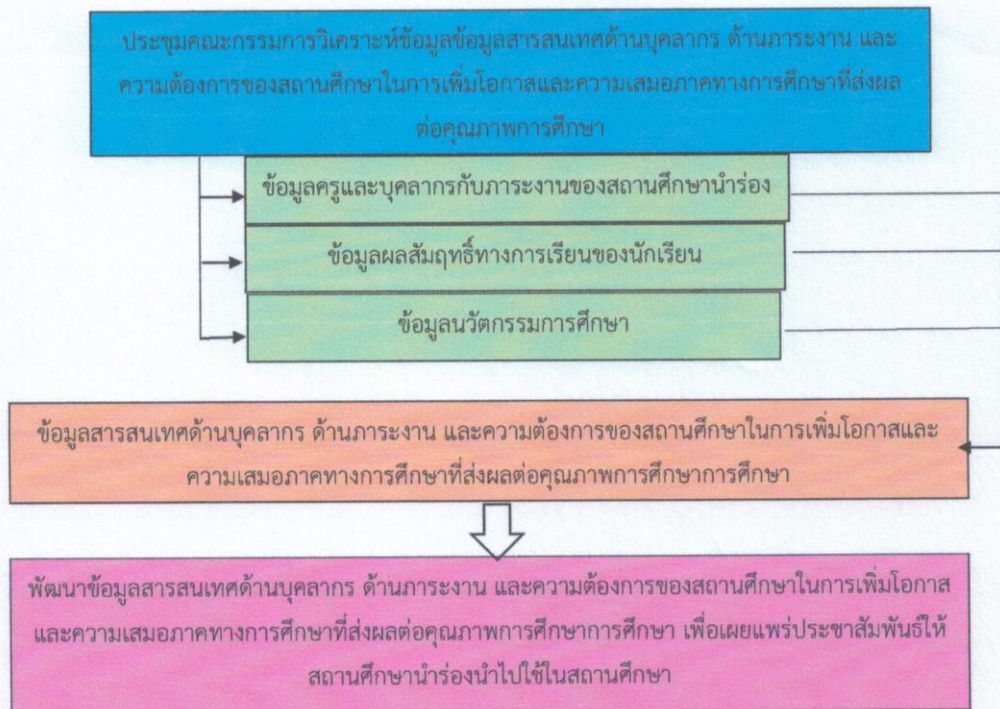 ประชุมคณะกรรมการวิเคราะห์ข้อมูลข้อมูลสารสนเทศด้านบุคลากร ด้านภาระงาน และ
ความต้องการของสถานศึกษาในการเพิ่มโอกาสและความเสมอภาคทางการศึกษาที่ส่งผล
ต่อคุณภาพการศึกษา
ข้อมูลครูและบุคลากรกับภาระงานของสถานศึกษานำร่อง
ข้อมูลผลสัมฤทธิ์ทางการเรียนของนักเรียน
ข้อมูลนวัตกรรมการศึกษา
ข้อมูลสารสนเทศด้านบุคลากร ด้านภาระงาน และความต้องการของสถานศึกษาในการเพิ่มโอกาสและ
ความเสมอภาคทางการศึกษาที่ส่งผลต่อคุณภาพการศึกษาการศึกษา
พัฒนาข้อมูลสารสนเทศด้านบุคลากร ด้านภาระงาน และความต้องการของสถานศึกษาในการเพิ่มโอกาส
และความเสมอภาคทางการศึกษาที่ส่งผลต่อคุณภาพการศึกษาการศึกษา เพื่อเผยแพร่ประชาสัมพันธ์ให้
สถานศึกษานำร่องนำไปใช้ในสถานศึกษา